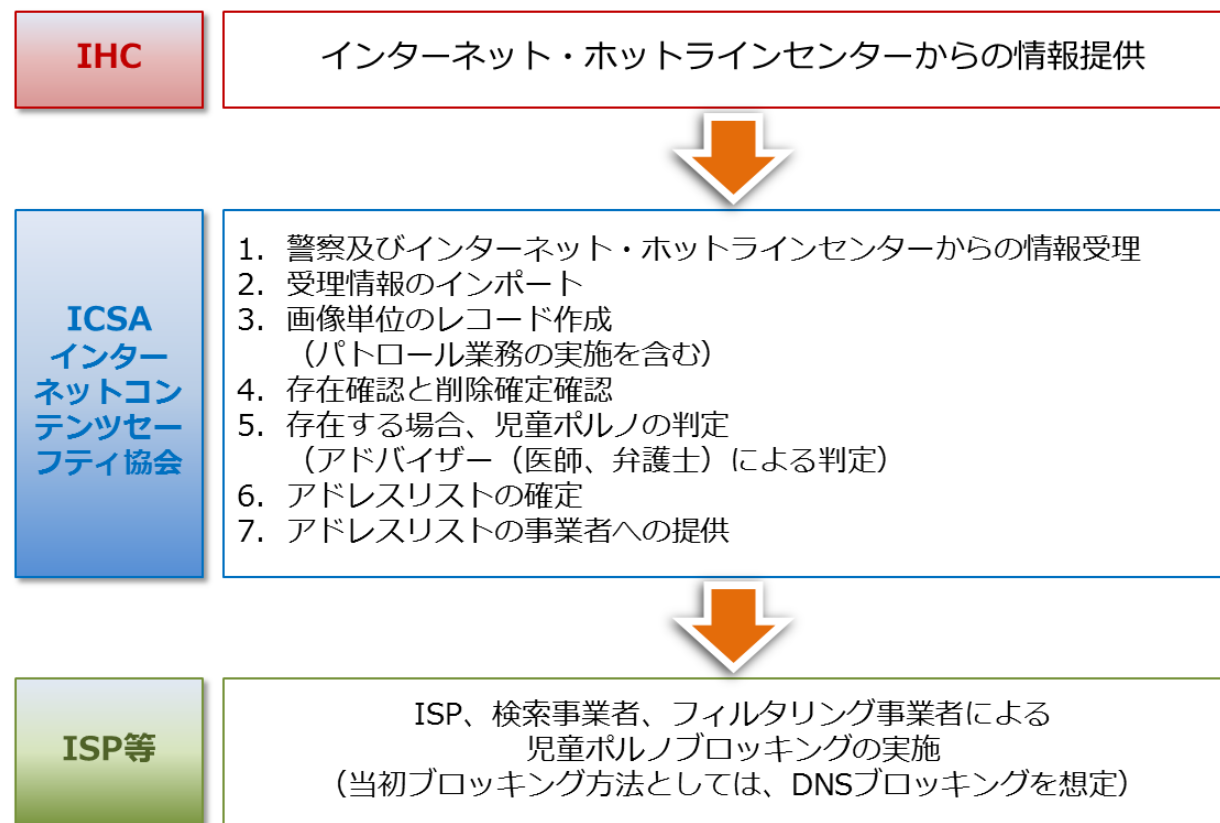 IHC
インターネット・ホットラインセンターからの情報提供
ICSA
インター
ネットコン
テンツセー
フティ協会
1. 警察及びインターネット・ホットラインセンターからの情報受理
2. 受理情報のインポート
3. 画像単位のレコード作成
（パトロール業務の実施を含む）
4. 存在確認と削除確定確認
5. 存在する場合、児童ポルノの判定
（アドバイザー（医師、弁護士）による判定）
6. アドレスリストの確定
7. アドレスリストの事業者への提供
ISP等
ISP、検索事業者、フィルタリング事業者による
児童ポルノブロッキングの実施
（当初ブロッキング方法としては、DNSブロッキングを想定）